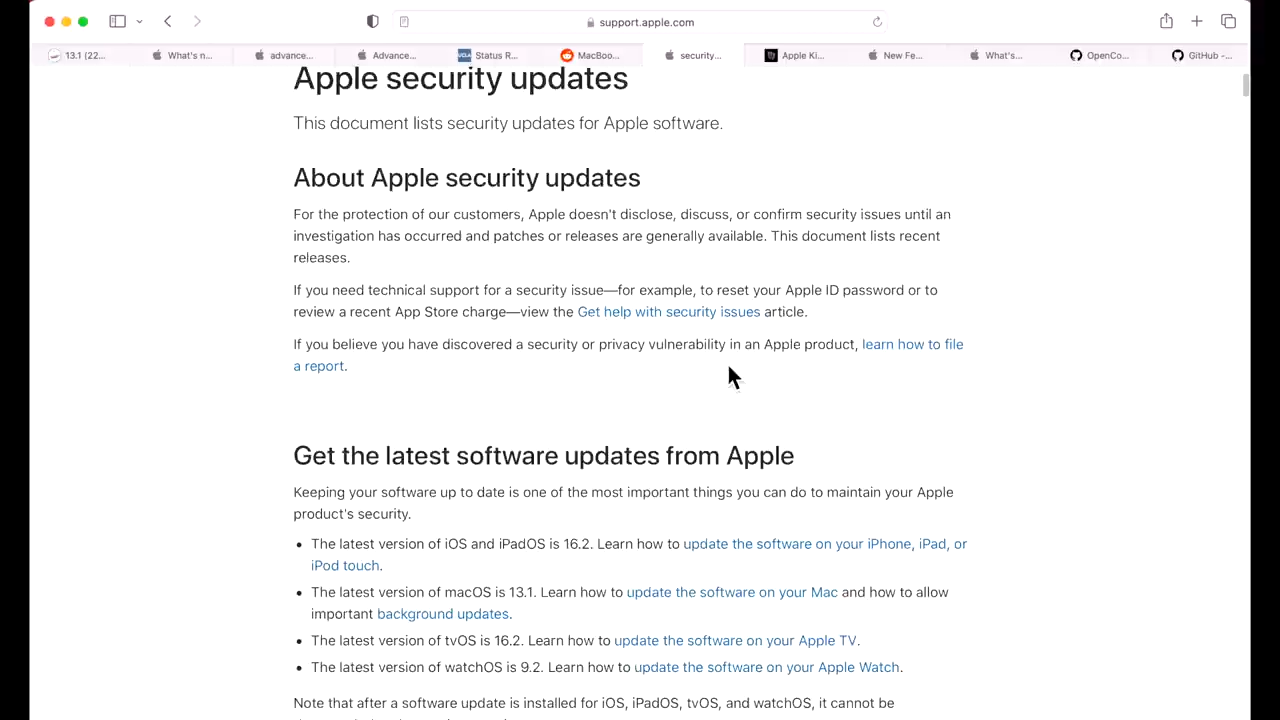 support.apple.com
13.1 (22...
What's n...
advance...
Advance...
UCLA
Status R...
MacBoo...
security...
Apple Ki...
New Fe...
What's...
OpenCo...
GitHub -...
Apple security updates
This document lists security updates for Apple software.
About Apple security updates
For the protection of our customers, Apple doesn't disclose, discuss, or confirm security issues until an
investigation has occurred and patches or releases are generally available. This document lists recent
releases.
If you need technical support for a security issue—for example, to reset your Apple ID password or to
review a recent App Store charge—view the Get help with security issues article.
If you believe you have discovered a security or privacy vulnerability in an Apple product, learn how to file
a report.
Get the latest software updates from Apple
Keeping your software up to date is one of the most important things you can do to maintain your Apple
product's security.
• The latest version of iOS and iPadOS is 16.2. Learn how to update the software on your iPhone, iPad, or
iPod touch.
• The latest version of macOS is 13.1. Learn how to update the software on your Mac and how to allow
important background updates.
• The latest version of tvOS is 16.2. Learn how to update the software on your Apple TV.
• The latest version of watchOS is 9.2. Learn how to update the software on your Apple Watch.
Note that after a software update is installed for iOS, iPadOS, tvOS, and watchOS, it cannot be